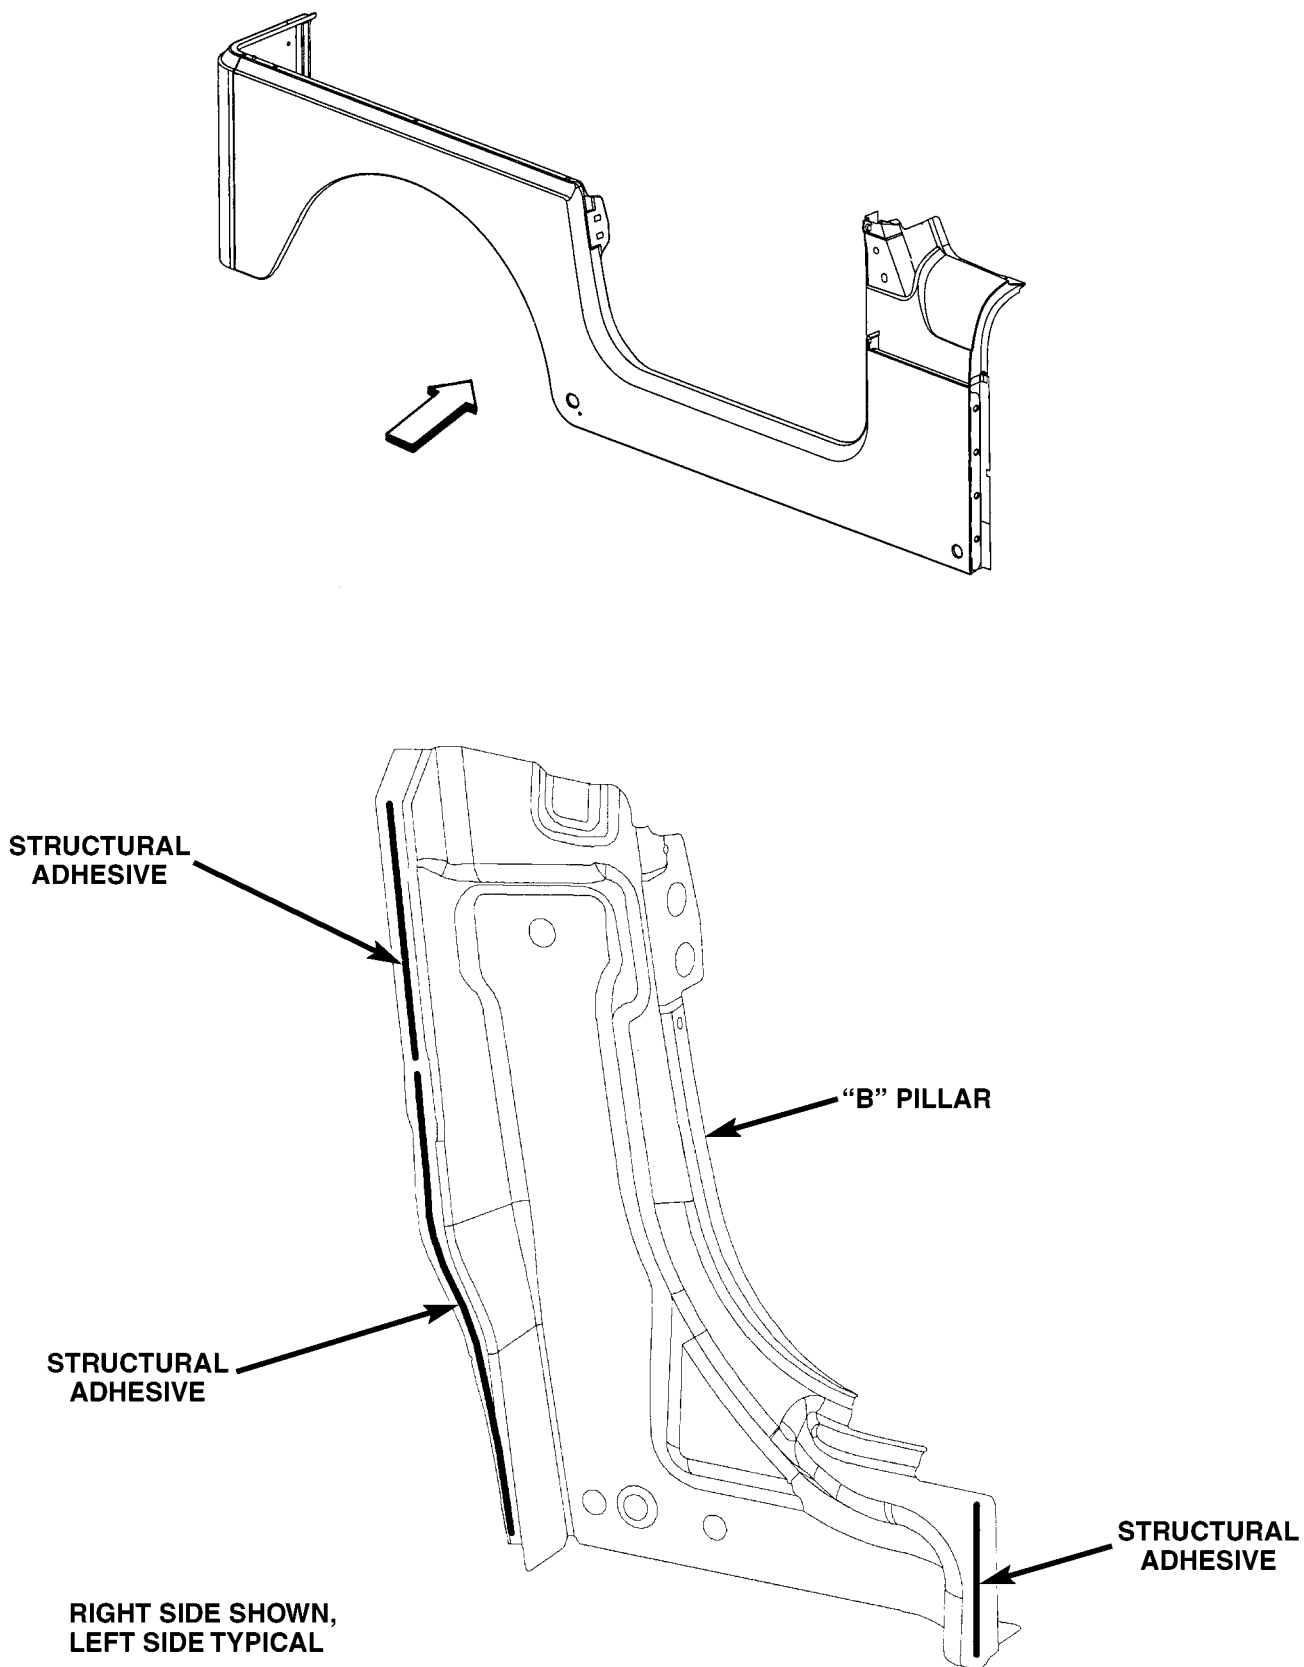 STRUCTURAL
ADHESIVE
“B” PILLAR
STRUCTURAL
ADHESIVE
STRUCTURAL
ADHESIVE
RIGHT SIDE SHOWN,
LEFT SIDE TYPICAL